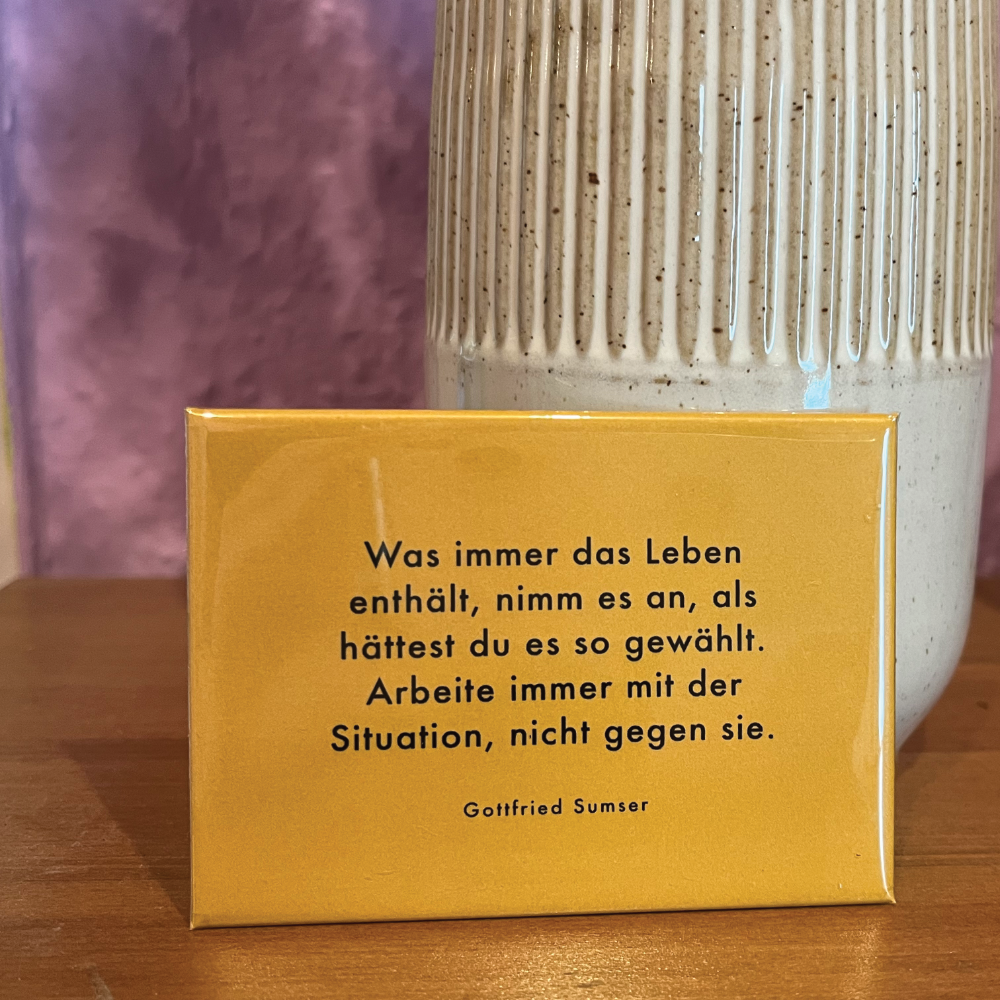 Was immer das Leben
enthält, nimm es an, als
hättest du es so gewählt.
Arbeite immer mit der
Situation, nicht gegen sie.
Gottfried Sumser